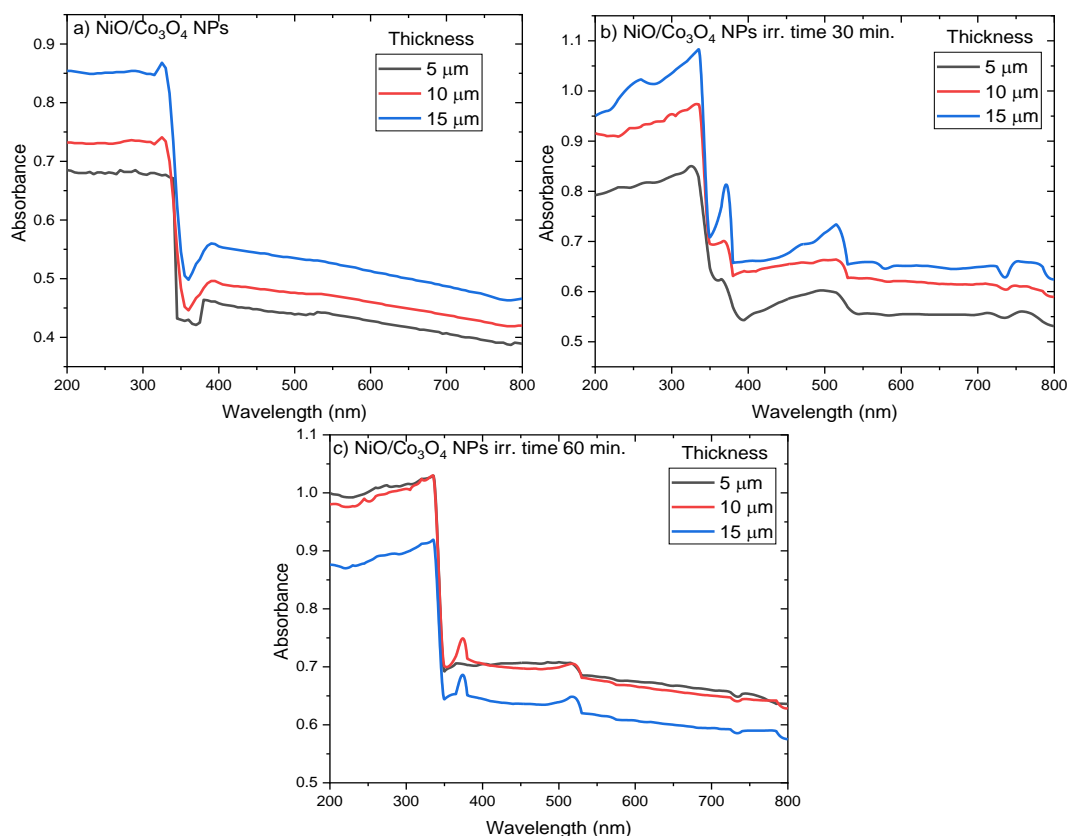 a) NiO/Co₃O₄ NPs
Thickness
5 μm
10 μm
15 μm
0.9
0.8
0.7
0.6
0.5
0.4
Absorbance
200 300 400 500 600 700 800
Wavelength (nm)
b) NiO/Co₃O₄ NPs irr. time 30 min.
Thickness
5 μm
10 μm
15 μm
1.1
1.0
0.9
0.8
0.7
0.6
0.5
Absorbance
200 300 400 500 600 700 800
Wavelength (nm)
c) NiO/Co₃O₄ NPs irr. time 60 min.
Thickness
5 μm
10 μm
15 μm
1.1
1.0
0.9
0.8
0.7
0.6
0.5
Absorbance
200 300 400 500 600 700 800
Wavelength (nm)